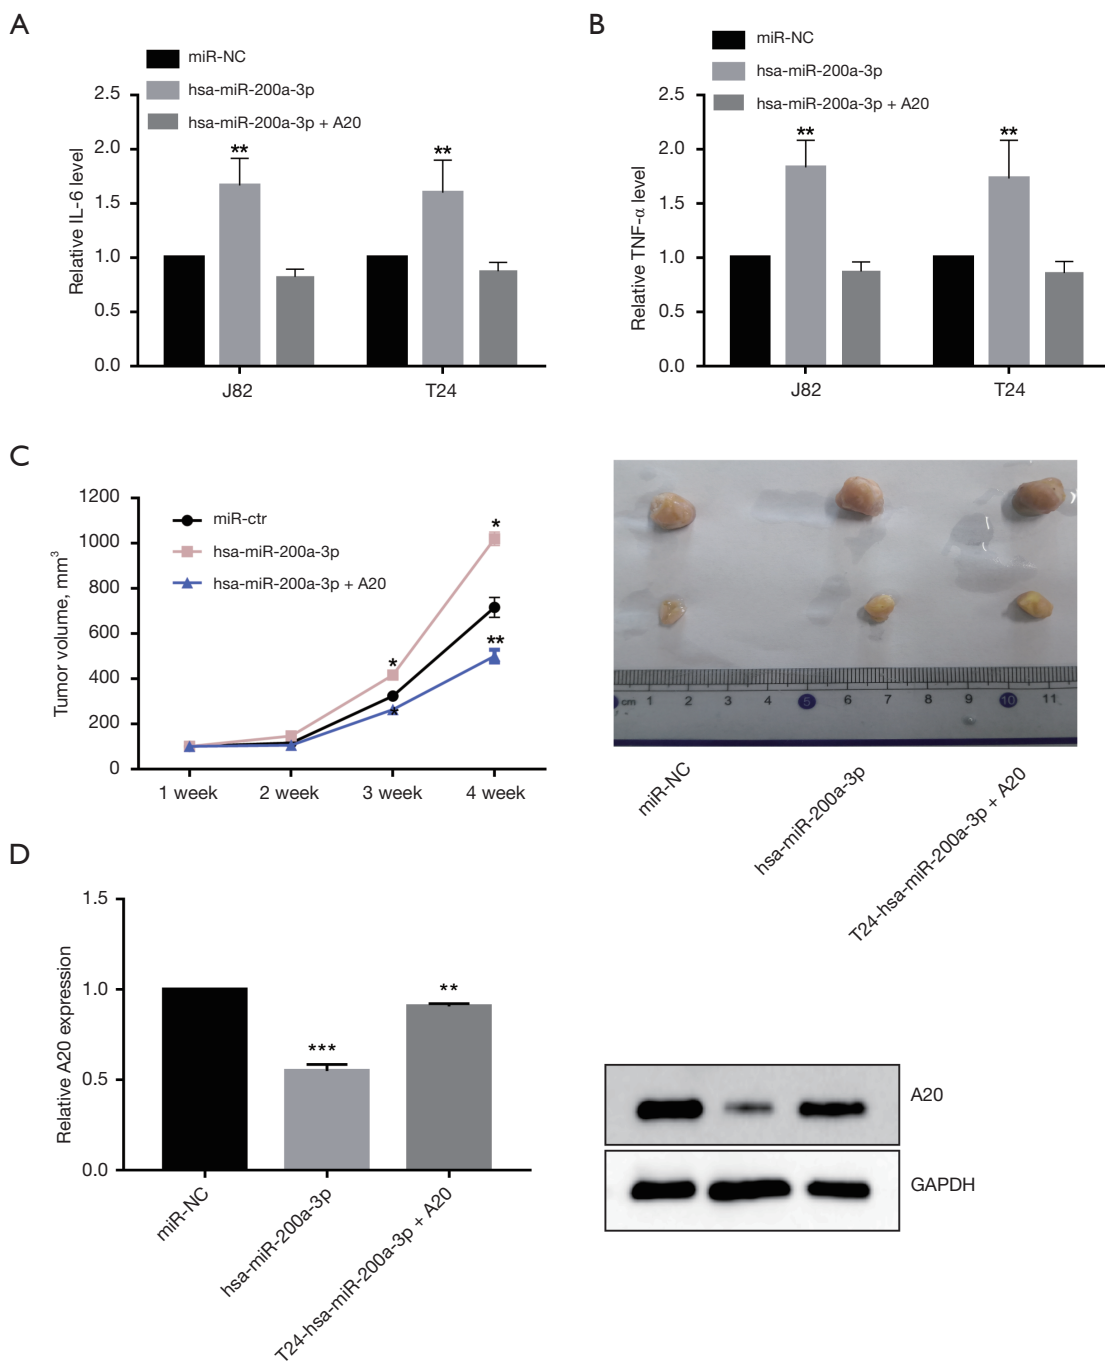 A
miR-NC
hsa-miR-200a-3p
hsa-miR-200a-3p + A20
Relative IL-6 level
2.5
2.0
1.5
1.0
0.5
0.0
**
**
J82
T24
B
miR-NC
hsa-miR-200a-3p
hsa-miR-200a-3p + A20
Relative TNF-α level
2.5
2.0
1.5
1.0
0.5
0.0
**
**
J82
T24
C
Tumor volume, mm³
1200
1000
800
600
400
200
0
miR-ctr
hsa-miR-200a-3p
hsa-miR-200a-3p + A20
*
*
*
**
1 week
2 week
3 week
4 week
cm 1 2 3 4 5 6 7 8 9 10 11
miR-NC
hsa-miR-200a-3p
T24-hsa-miR-200a-3p + A20
D
Relative A20 expression
1.5
1.0
0.5
0.0
***
**
miR-NC
hsa-miR-200a-3p
T24-hsa-miR-200a-3p + A20
A20
GAPDH